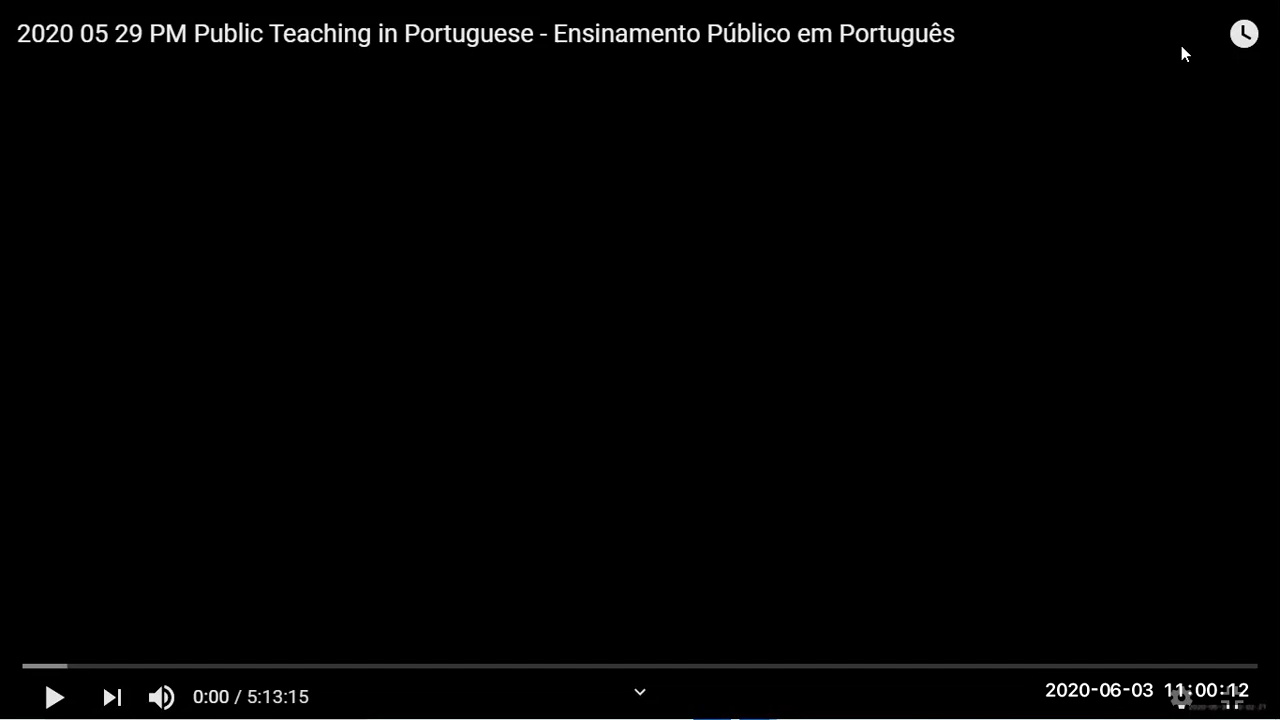 2020 05 29 PM Public Teaching in Portuguese - Ensinamento Público em Português
0:00 / 5:13:15
2020-06-03 11:00:12